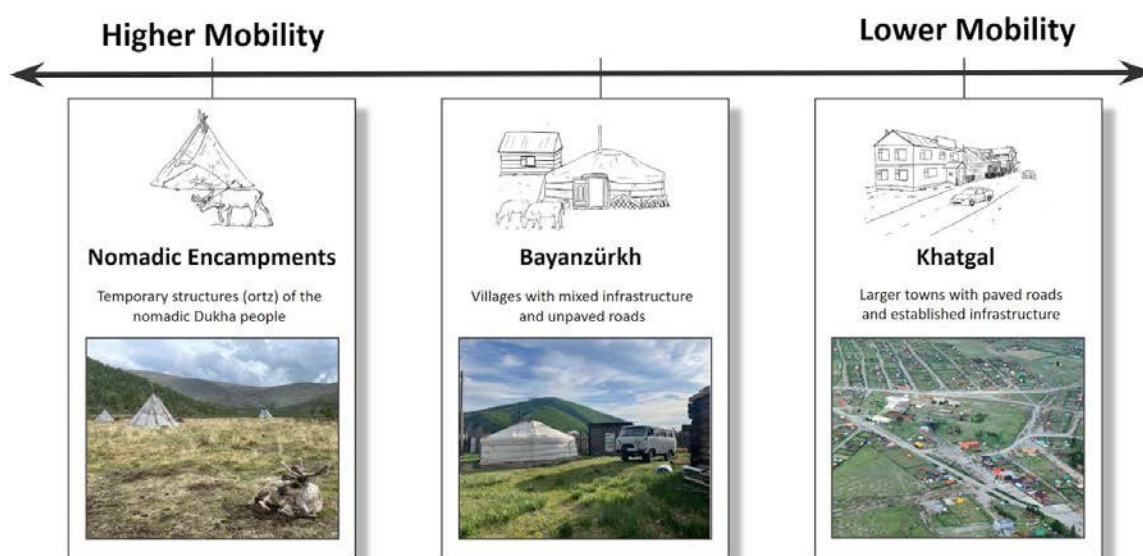 Higher Mobility
Lower Mobility
Nomadic Encampments
Temporary structures (ortz) of the
nomadic Dukha people
Bayanzürkh
Villages with mixed infrastructure
and unpaved roads
Khatgal
Larger towns with paved roads
and established infrastructure